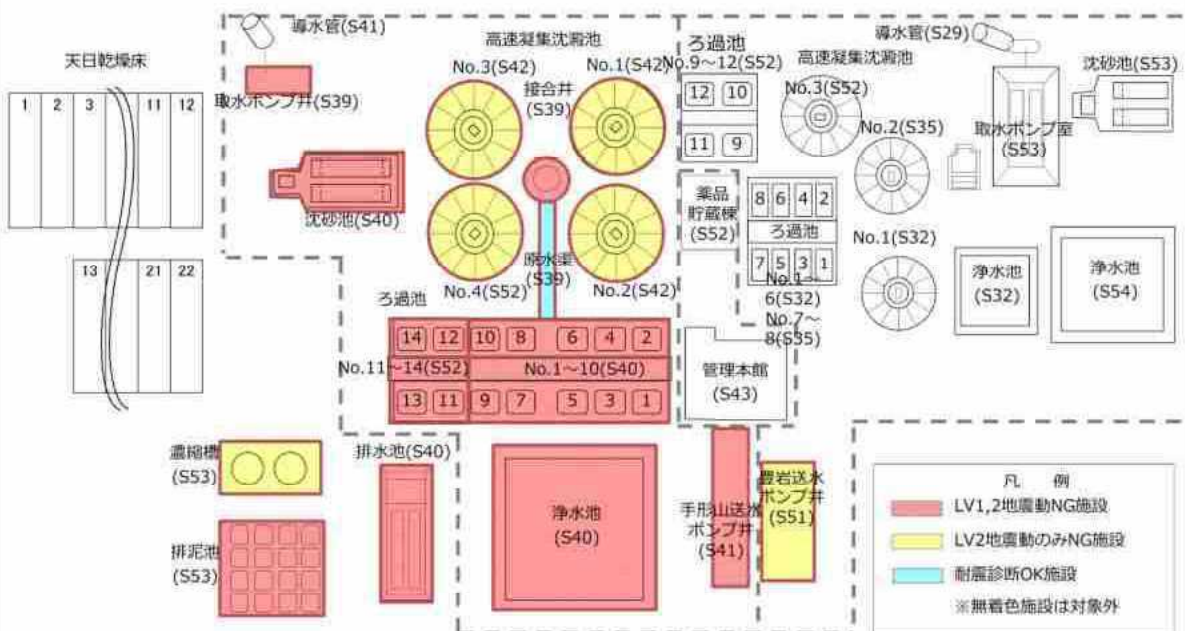 天日乾燥床
1 2 3 11 12
13 21 22
導水管(S41)
取水ポンプ井(S39)
沈砂池(S40)
高速凝集沈澱池
No.3(S42)
No.1(S42)
接合井
(S39)
原水渠
(S39)
No.4(S52)
No.2(S42)
ろ過池
14 12 10 8 6 4 2
No.11～14(S52)
No.1～10(S40)
13 11 9 7 5 3 1
ろ過池
No.9～12(S52)
12 10
11 9
高速凝集沈澱池
No.3(S52)
No.2(S35)
No.1(S32)
導水管(S29)
取水ポンプ室
(S53)
沈砂池(S53)
薬品
貯蔵棟
(S52)
8 6 4 2
ろ過池
7 5 3 1
No.1～
6(S32)
No.7～
8(S35)
浄水池
(S32)
浄水池
(S54)
管理本館
(S43)
濃縮槽
(S53)
排泥池
(S53)
排水池(S40)
浄水池
(S40)
手形山送水
ポンプ井
(S41)
豊岩送水
ポンプ井
(S51)
凡 例
LV1,2地震動NG施設
LV2地震動のみNG施設
耐震診断OK施設
※無着色施設は対象外